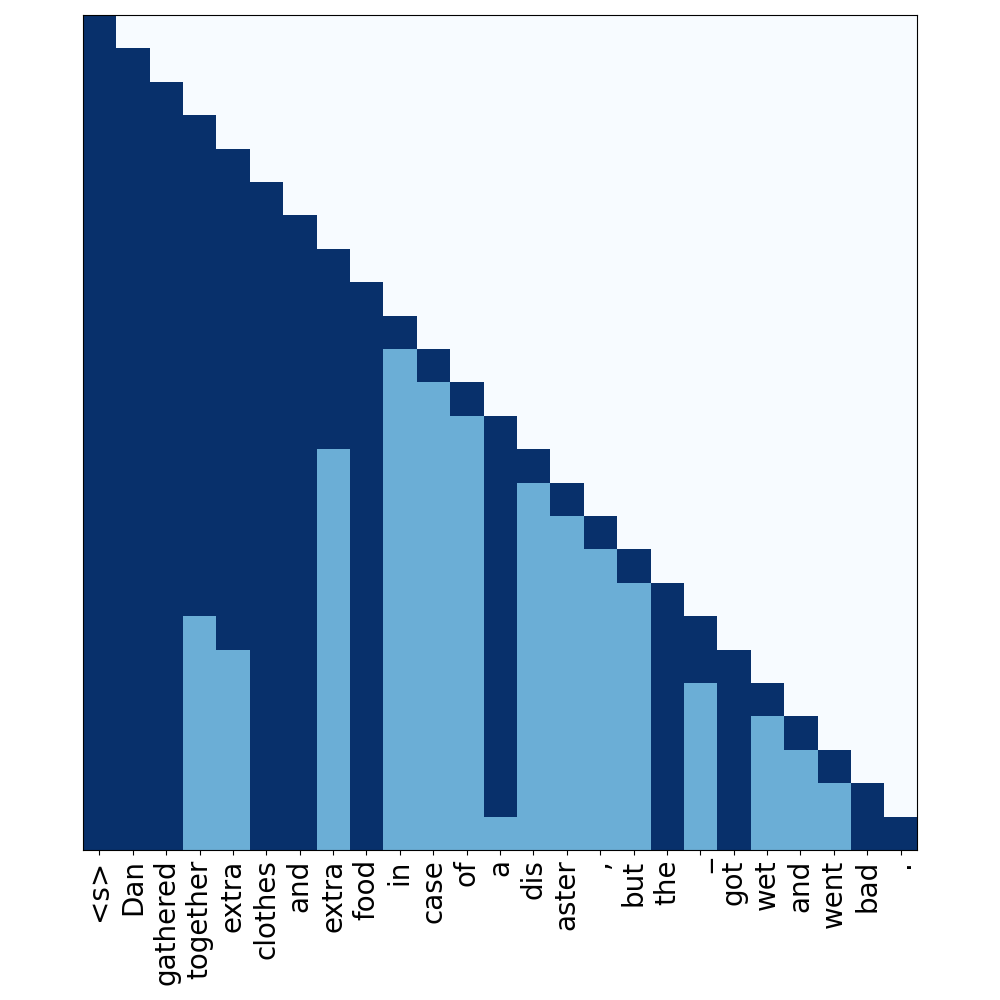 <s> Dan gathered together extra clothes and extra food in case of a dis aster , but the _ got wet and and went bad .